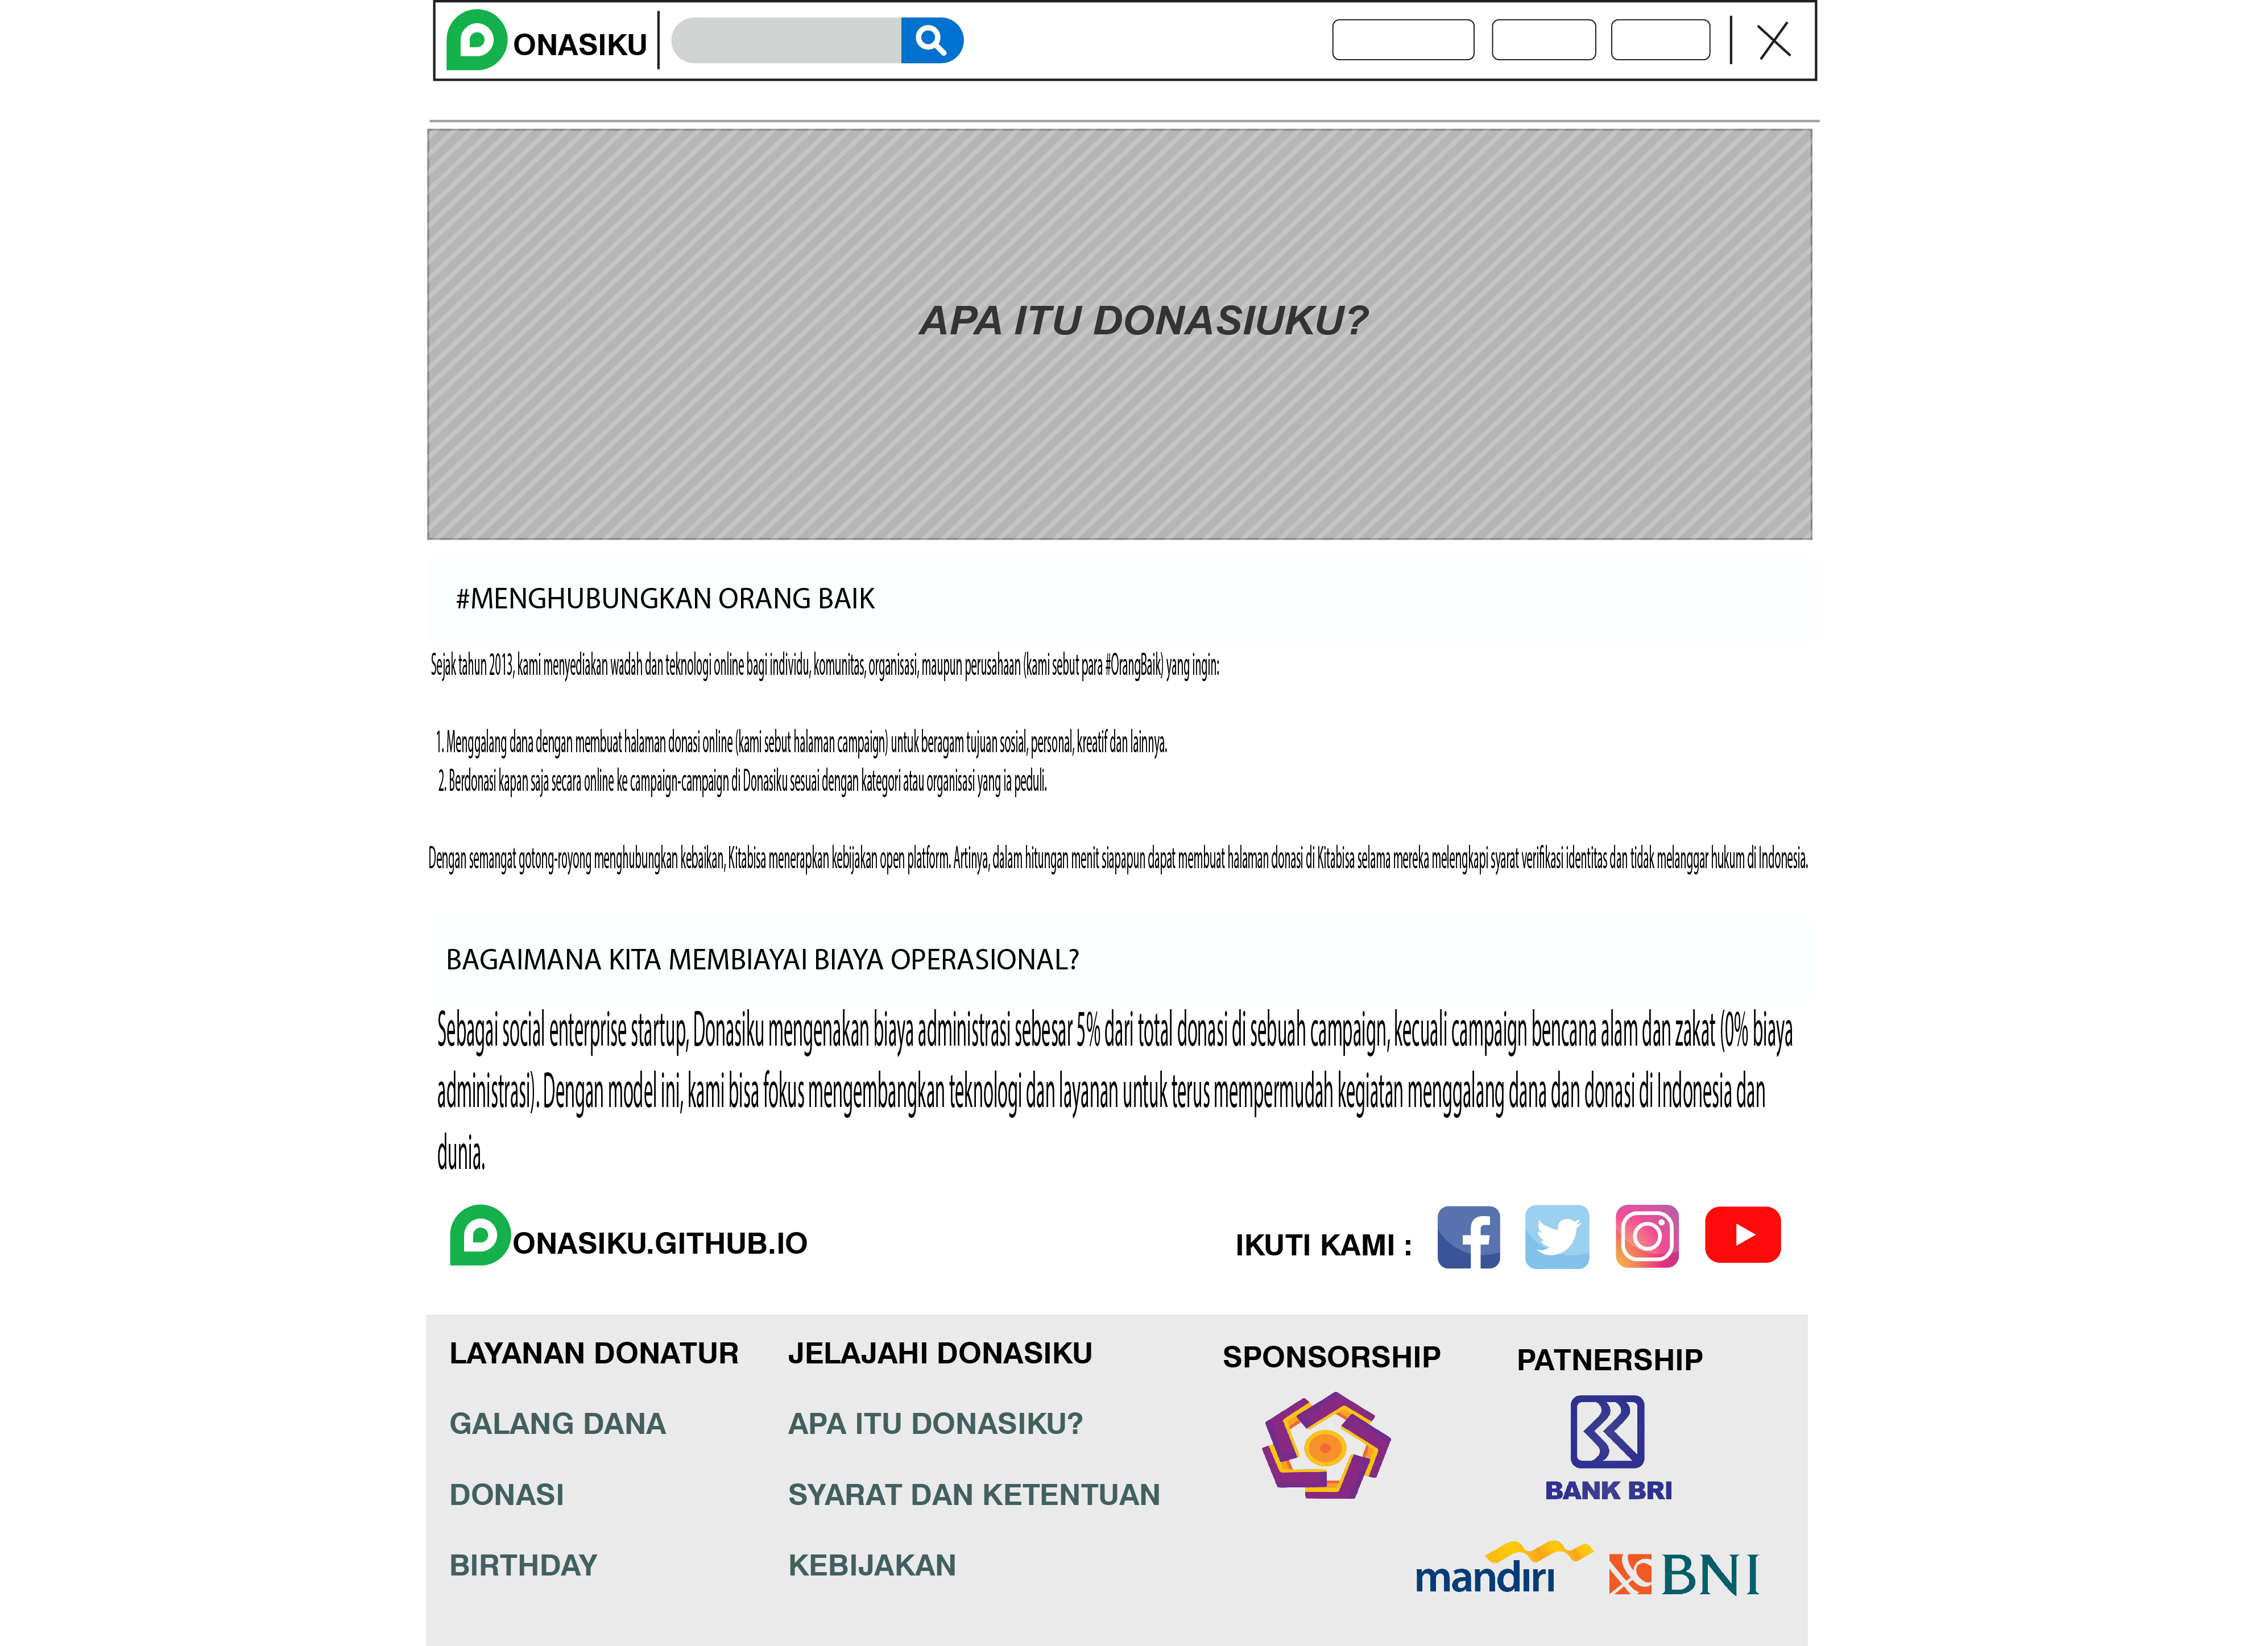 ONASIKU
APA ITU DONASIUKU?
#MENGHUBUNGKAN ORANG BAIK
Sejak tahun 2013, kami menyediakan wadah dan teknologi online bagi individu, komunitas, organisasi, maupun perusahaan (kami sebut para #OrangBaik) yang ingin:
1. Menggalang dana dengan membuat halaman donasi online (kami sebut halaman campaign) untuk beragam tujuan sosial, personal, kreatif dan lainnya.
2. Berdonasi kapan saja secara online ke campaign-campaign di Donasiku sesuai dengan kategori atau organisasi yang ia peduli.
Dengan semangat gotong-royong menghubungkan kebaikan, Kitabisa menerapkan kebijakan open platform. Artinya, dalam hitungan menit siapapun dapat membuat halaman donasi di Kitabisa selama mereka melengkapi syarat verifikasi identitas dan tidak melanggar hukum di Indonesia.
BAGAIMANA KITA MEMBIAYAI BIAYA OPERASIONAL?
Sebagai social enterprise startup, Donasiku mengenakan biaya administrasi sebesar 5% dari total donasi di sebuah campaign, kecuali campaign bencana alam dan zakat (0% biaya
administrasi). Dengan model ini, kami bisa fokus mengembangkan teknologi dan layanan untuk terus mempermudah kegiatan menggalang dana dan donasi di Indonesia dan
dunia.
ONASIKU.GITHUB.IO
IKUTI KAMI :
LAYANAN DONATUR
GALANG DANA
DONASI
BIRTHDAY
JELAJAHI DONASIKU
APA ITU DONASIKU?
SYARAT DAN KETENTUAN
KEBIJAKAN
SPONSORSHIP
PATNERSHIP
BANK BRI
mandiri
BNI